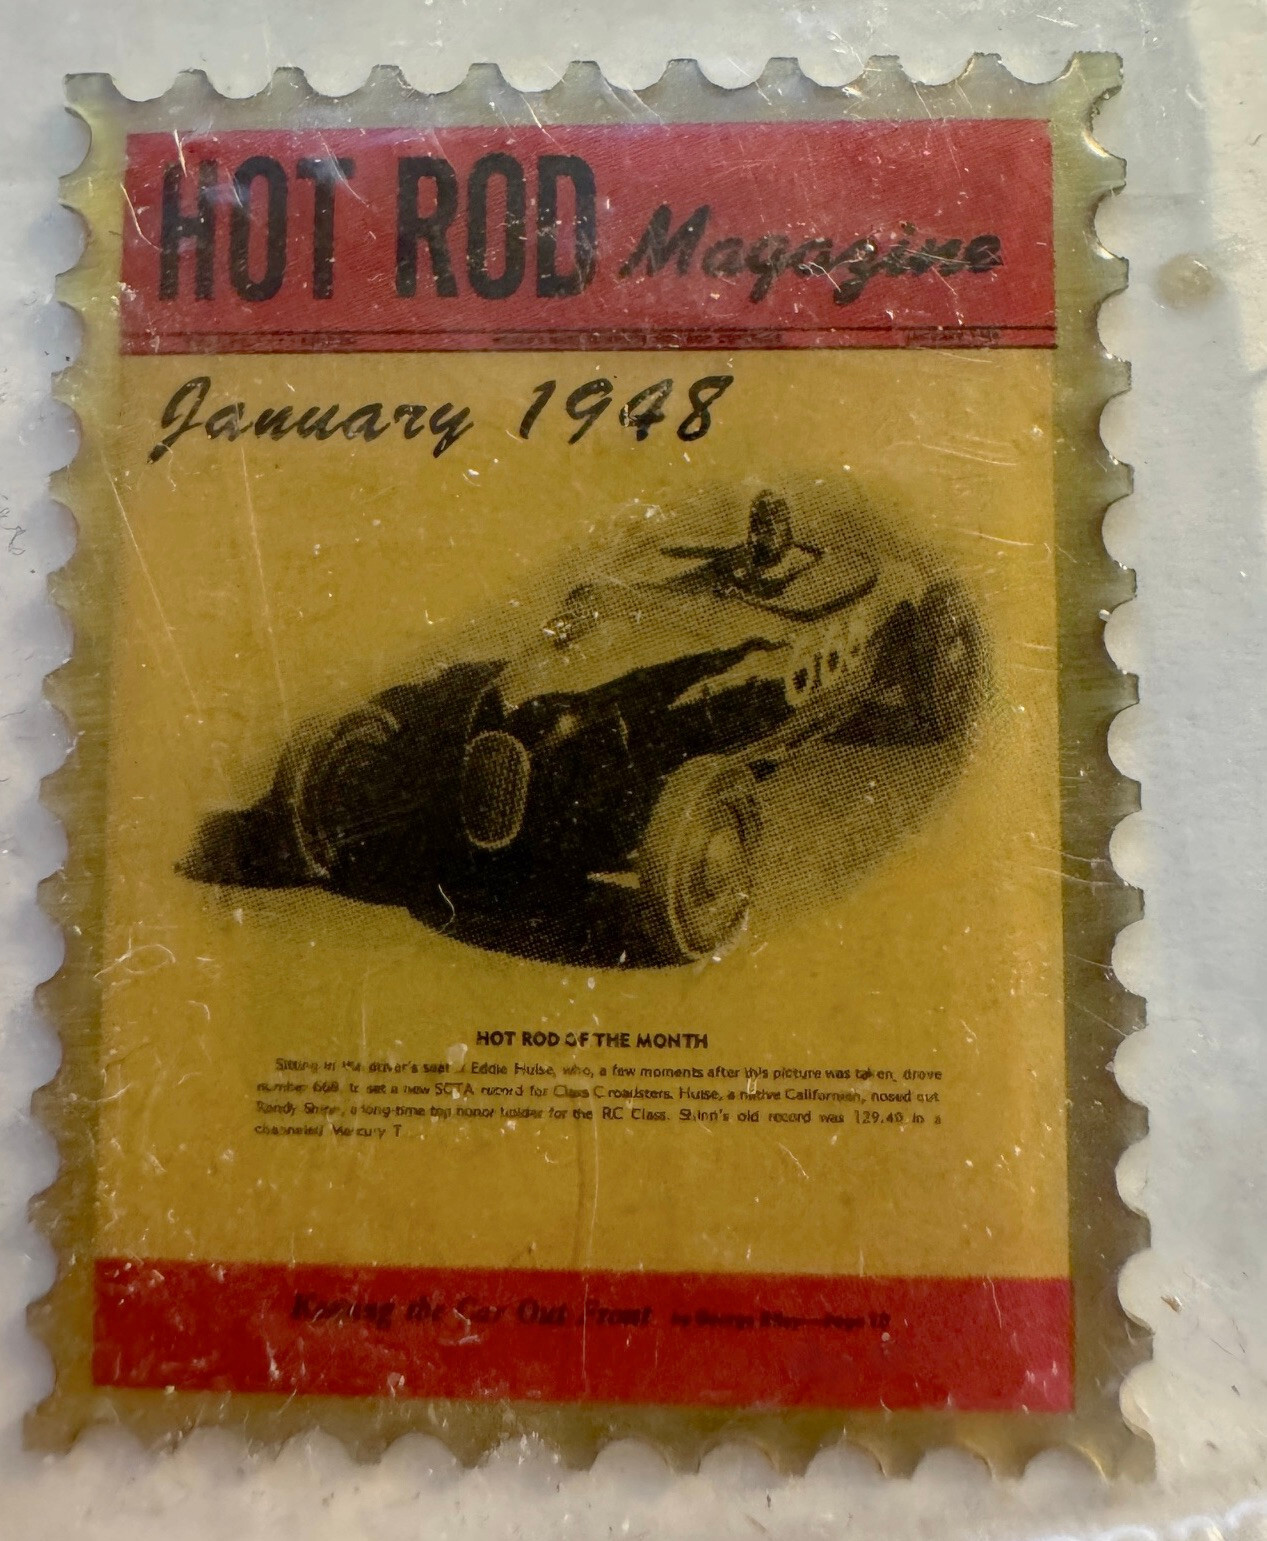 HOT ROD Magazine
January 1948
666
HOT ROD OF THE MONTH
Sitting in the driver's seat is Eddie Hulse, who, a few moments after this picture was taken, drove
number 668, to set a new SCTA record for Class C roadsters. Hulse, a native Californian, nosed out
Randy Shinn, a long-time top honor holder for the RC Class. Shinn's old record was 129.40 in a
channeled Mercury T
the Car Out Front